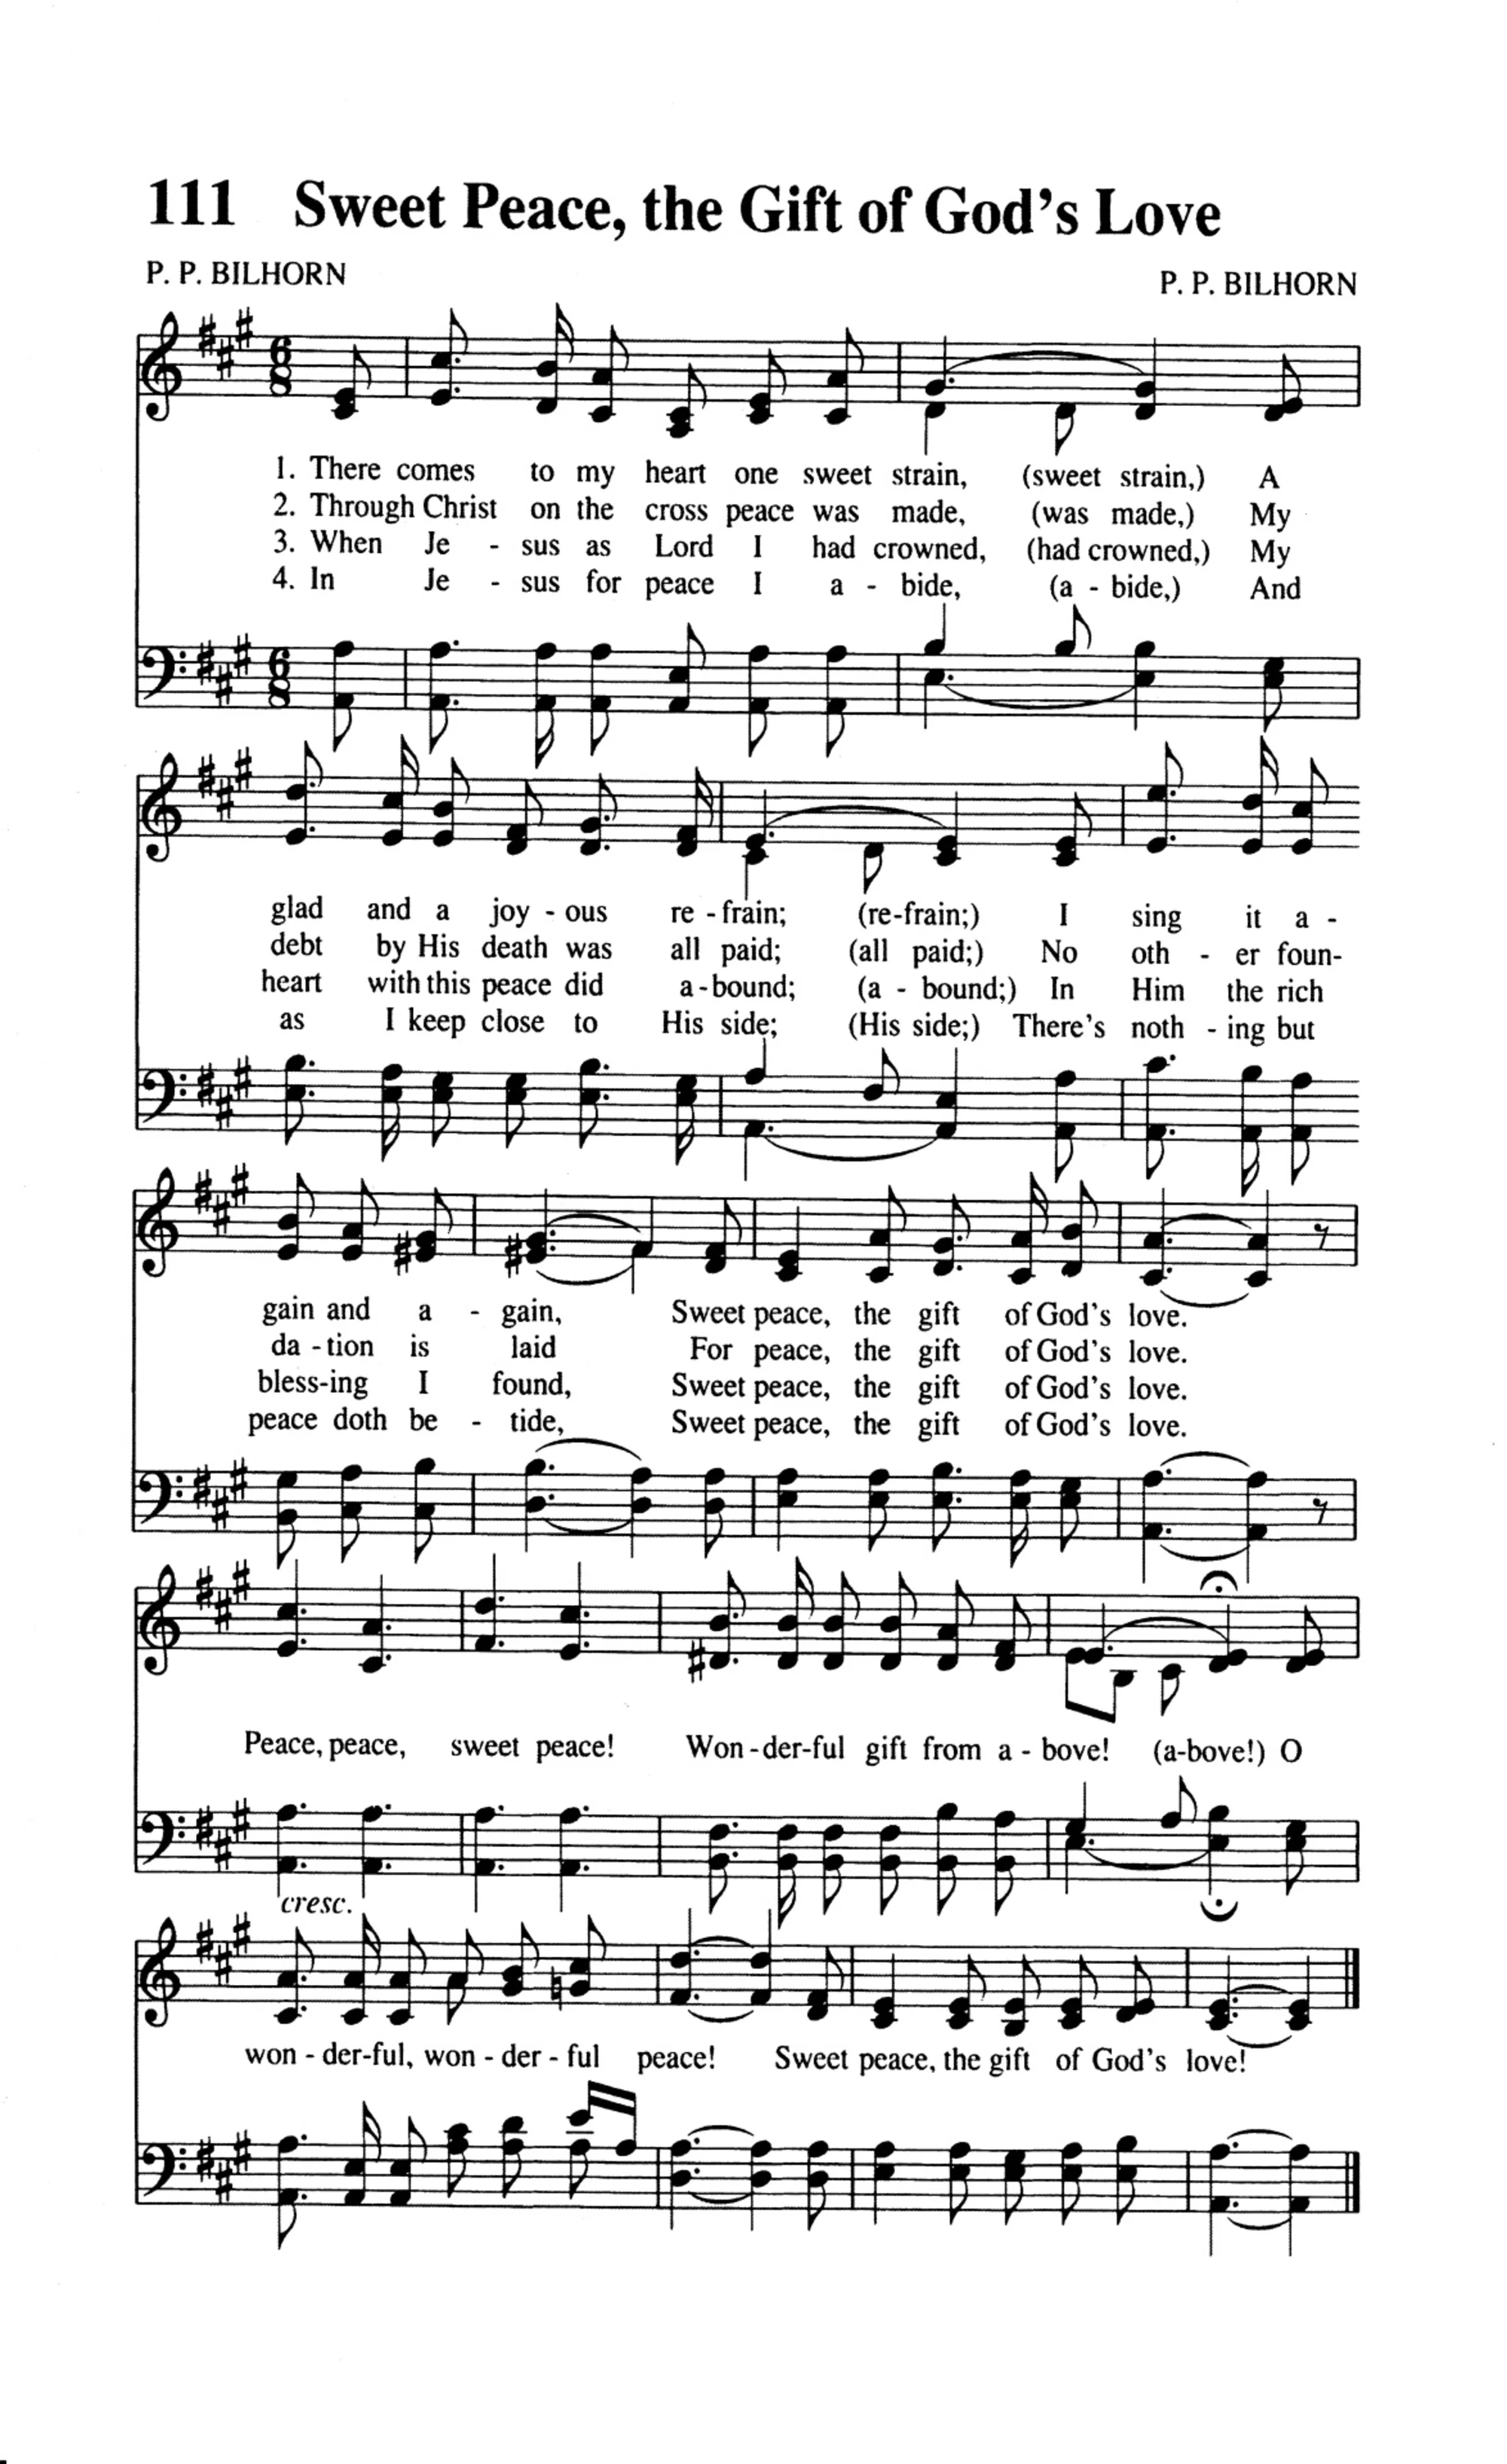 111 Sweet Peace, the Gift of God's Love
P. P. BILHORN
P. P. BILHORN
6 8
1. There comes to my heart one sweet strain, (sweet strain,) A
2. Through Christ on the cross peace was made, (was made,) My
3. When Je - sus as Lord I had crowned, (had crowned,) My
4. In Je - sus for peace I a - bide, (a - bide,) And
6 8
glad and a joy - ous re - frain; (re-frain;) I sing it a -
debt by His death was all paid; (all paid;) No oth - er foun-
heart with this peace did a - bound; (a - bound;) In Him the rich
as I keep close to His side; (His side;) There's noth - ing but
gain and a - gain, Sweet peace, the gift of God's love.
da - tion is laid For peace, the gift of God's love.
bless-ing I found, Sweet peace, the gift of God's love.
peace doth be - tide, Sweet peace, the gift of God's love.
Peace, peace, sweet peace! Won - der-ful gift from a - bove! (a-bove!) O
cresc.
won - der-ful, won - der - ful peace! Sweet peace, the gift of God's love!